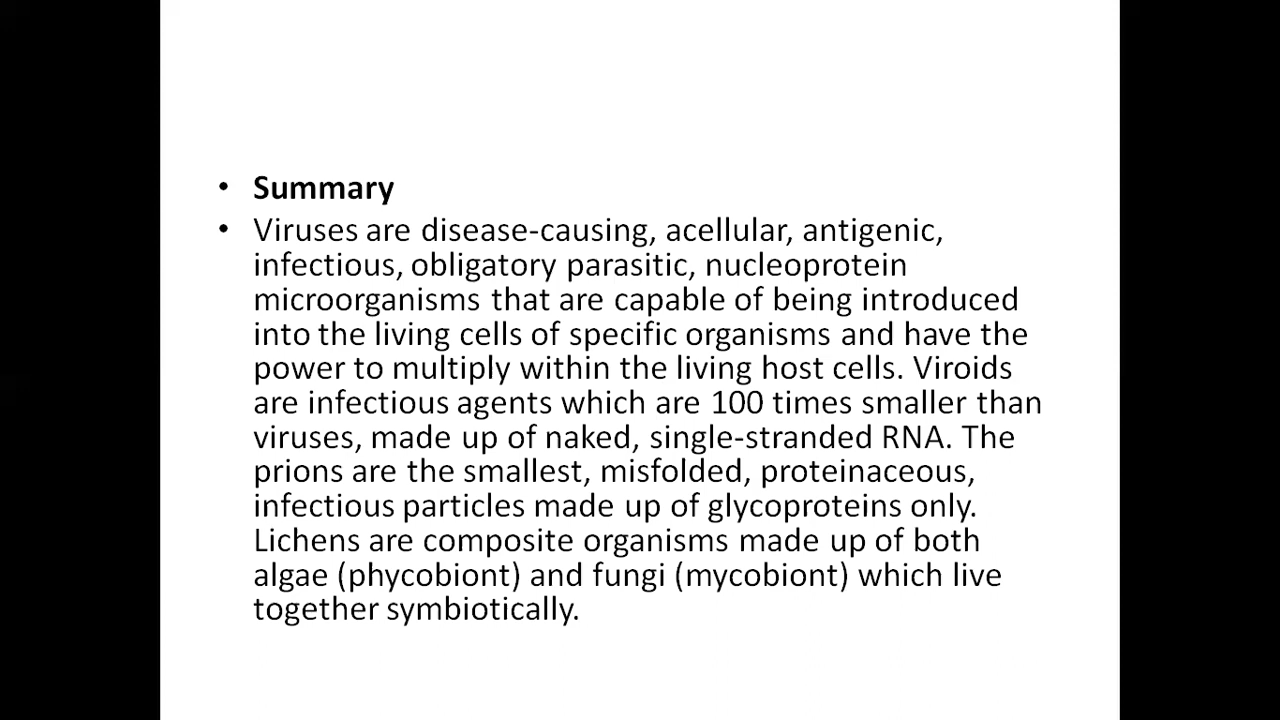 • Summary
• Viruses are disease-causing, acellular, antigenic,
infectious, obligatory parasitic, nucleoprotein
microorganisms that are capable of being introduced
into the living cells of specific organisms and have the
power to multiply within the living host cells. Viroids
are infectious agents which are 100 times smaller than
viruses, made up of naked, single-stranded RNA. The
prions are the smallest, misfolded, proteinaceous,
infectious particles made up of glycoproteins only.
Lichens are composite organisms made up of both
algae (phycobiont) and fungi (mycobiont) which live
together symbiotically.